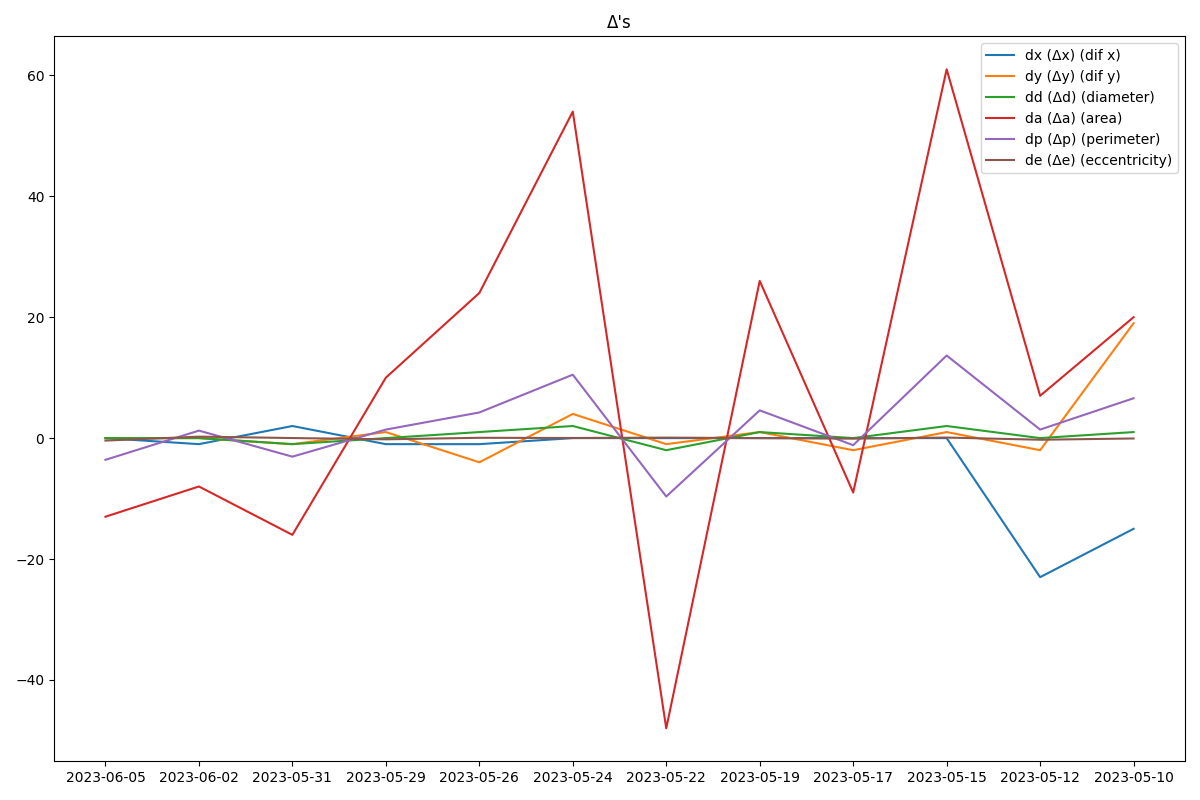 Δ's
dx (Δx) (dif x)
dy (Δy) (dif y)
dd (Δd) (diameter)
da (Δa) (area)
dp (Δp) (perimeter)
de (Δe) (eccentricity)
60
40
20
0
−20
−40
2023-06-05 2023-06-02 2023-05-31 2023-05-29 2023-05-26 2023-05-24 2023-05-22 2023-05-19 2023-05-17 2023-05-15 2023-05-12 2023-05-10